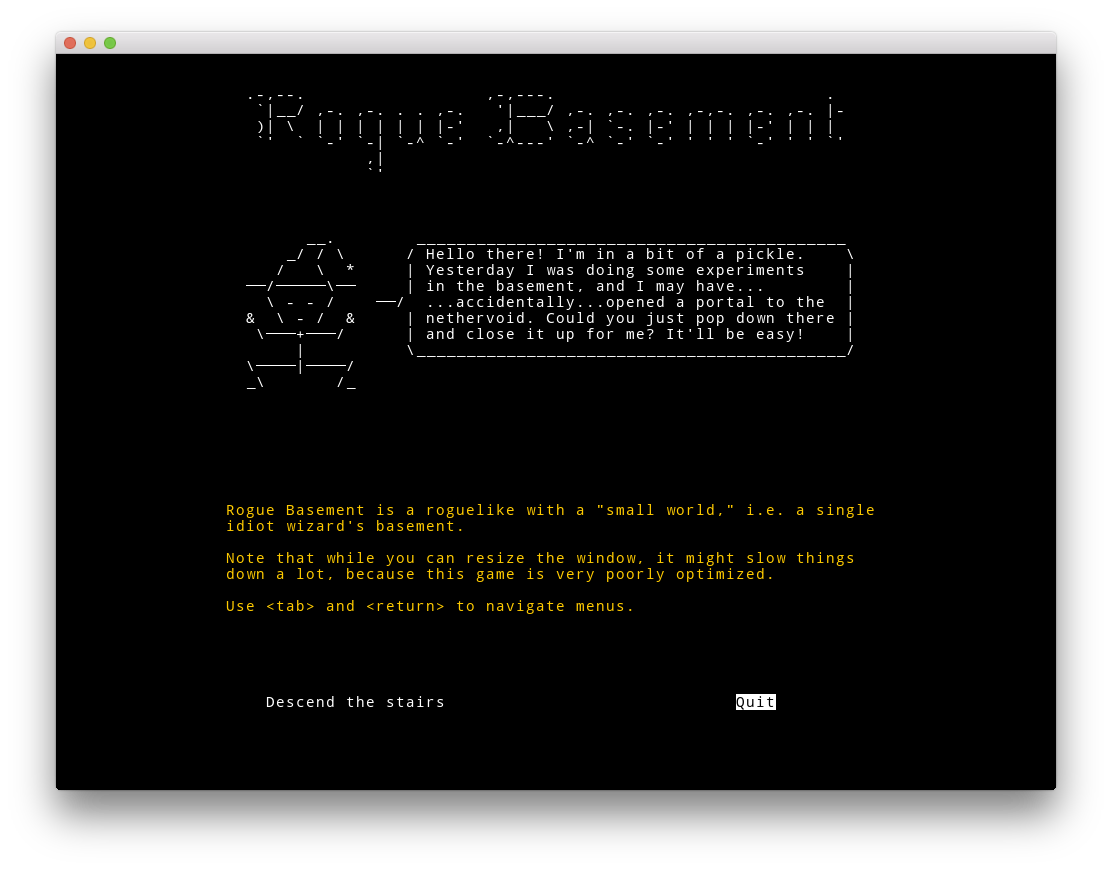 Rogue Basement
Hello there! I'm in a bit of a pickle.
Yesterday I was doing some experiments
in the basement, and I may have...
...accidentally...opened a portal to the
nethervoid. Could you just pop down there
and close it up for me? It'll be easy!
Rogue Basement is a roguelike with a "small world," i.e. a single
idiot wizard's basement.
Note that while you can resize the window, it might slow things
down a lot, because this game is very poorly optimized.
Use <tab> and <return> to navigate menus.
Descend the stairs
Quit